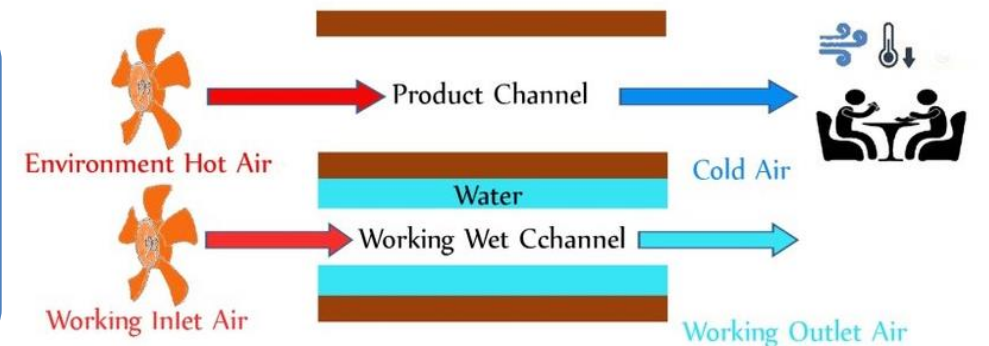 Product Channel
Environment Hot Air
Cold Air
Water
Working Wet Cchannel
Working Inlet Air
Working Outlet Air